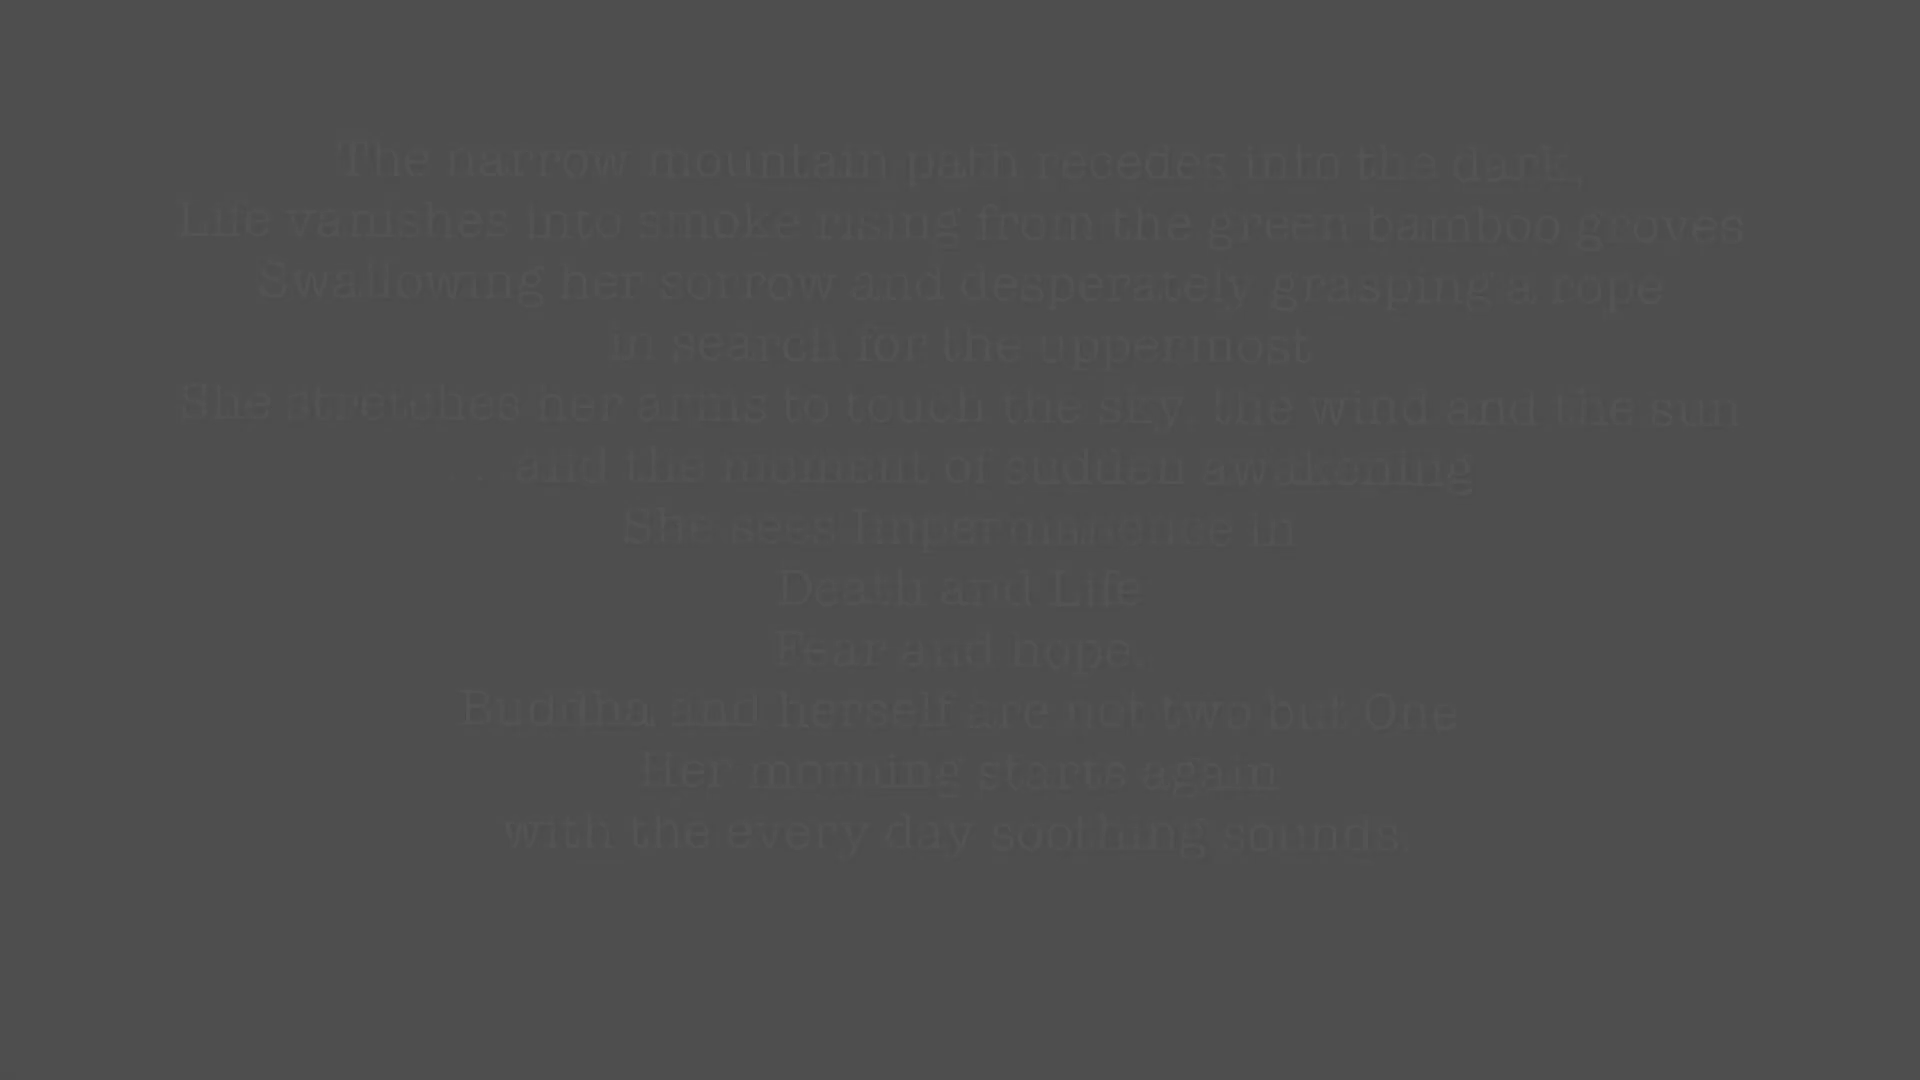 The narrow mountain path recedes into the dark,
Life vanishes into smoke rising from the green bamboo groves
Swallowing her sorrow and desperately grasping a rope
in search for the uppermost
She stretches her arms to touch the sky, the wind and the sun
...and the moment of sudden awakening
She sees Impermanence in
Death and Life
Fear and hope.
Buddha and herself are not two but One
Her morning starts again
with the every day soothing sounds.